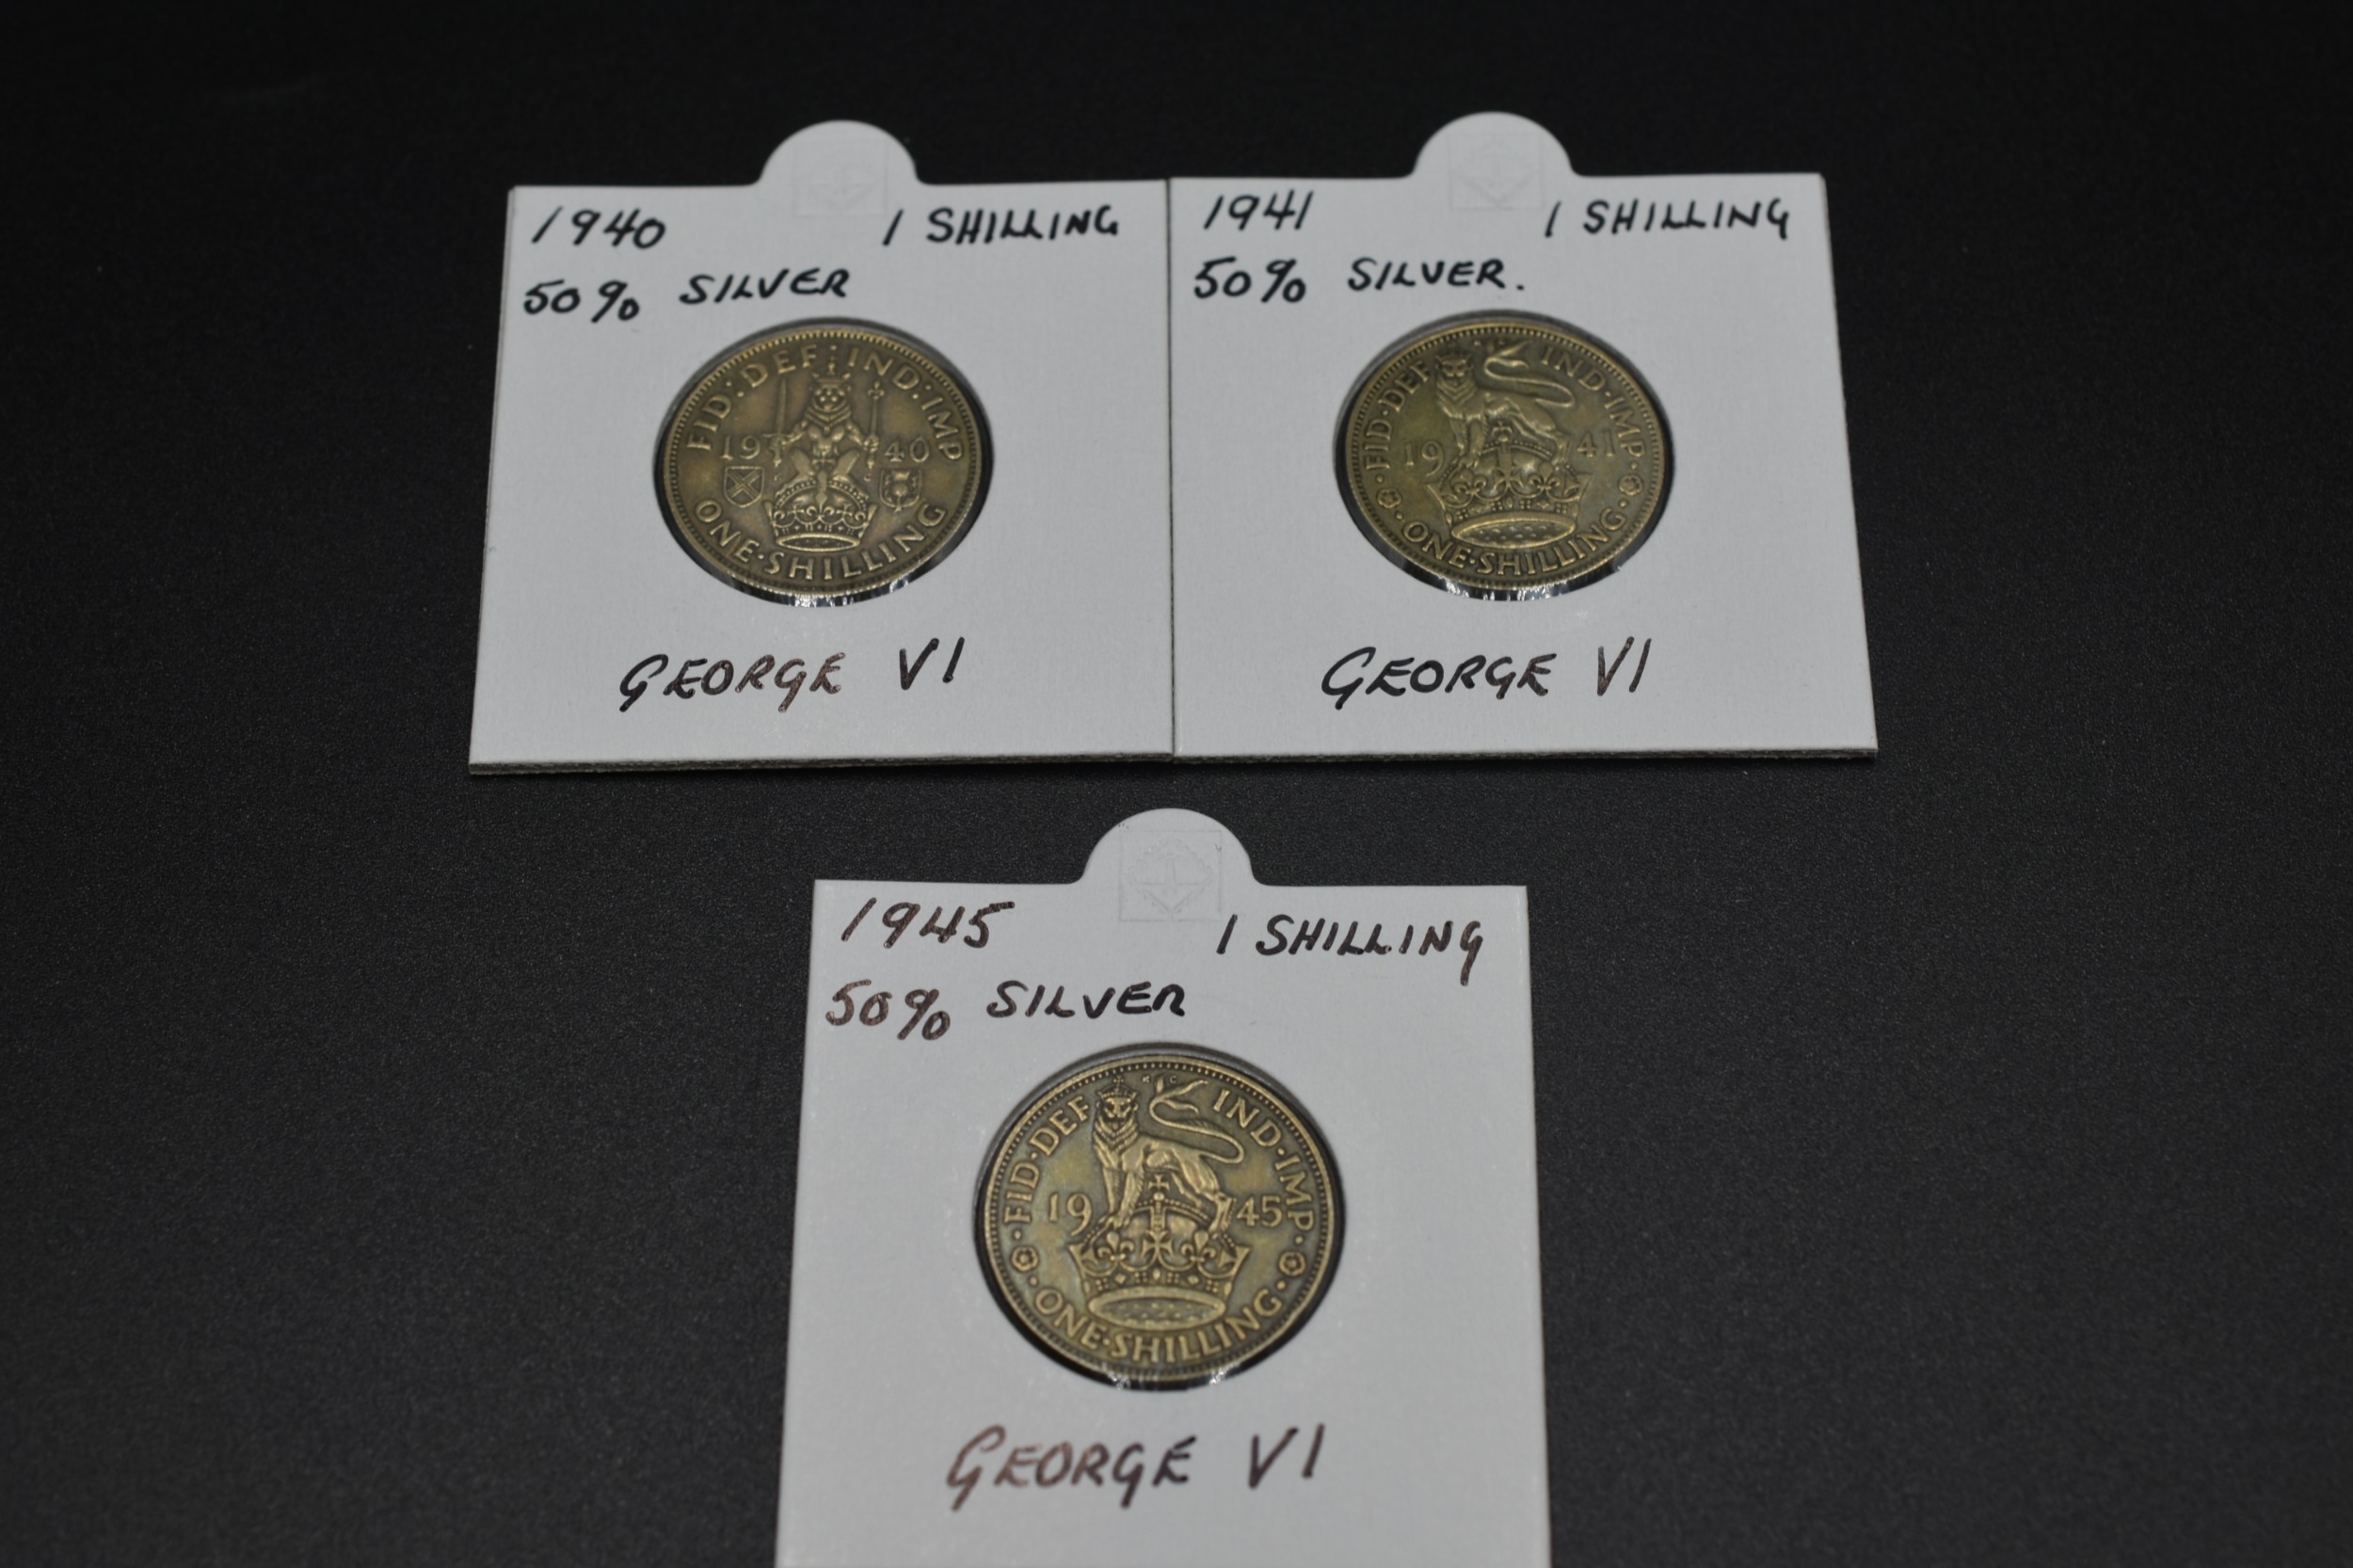 1940 1 SHILLING
50% SILVER
FID: DEF: IND: IMP
19 40
ONE·SHILLING
GEORGE VI
1941 1 SHILLING
50% SILVER.
FID·DEF IND·IMP
19 41
ONE·SHILLING
GEORGE VI
1945 1 SHILLING
50% SILVER
FID·DEF IND·IMP
19 45
ONE·SHILLING
GEORGE VI